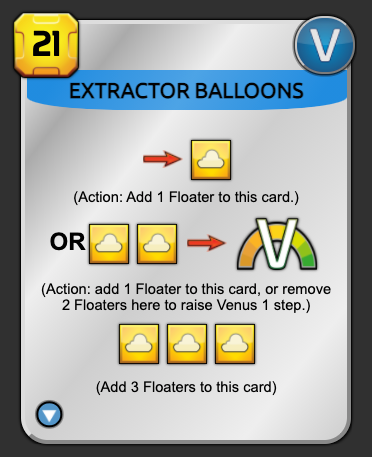 21
V
EXTRACTOR BALLOONS
(Action: Add 1 Floater to this card.)
OR
V
(Action: add 1 Floater to this card, or remove
2 Floaters here to raise Venus 1 step.)
(Add 3 Floaters to this card)